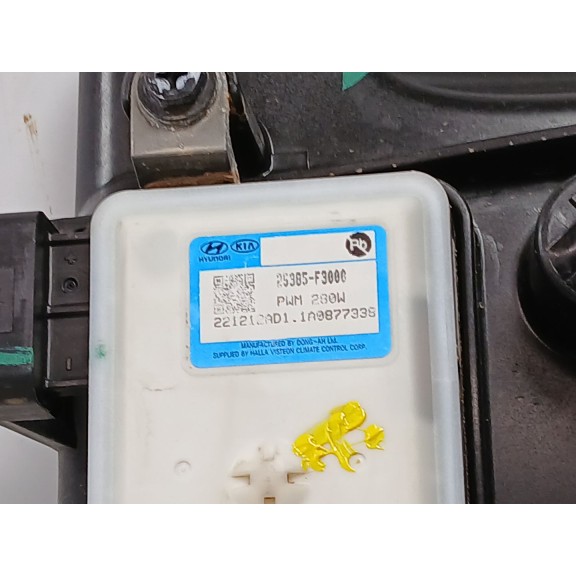 HYUNDAI KIA Pb
25385-F3000
PWM 260W
221212AD1.1A0877338
MANUFACTURED BY DONG-AH Ltd.
SUPPLIED BY HALLA VISTEON CLIMATE CONTROL CORP.